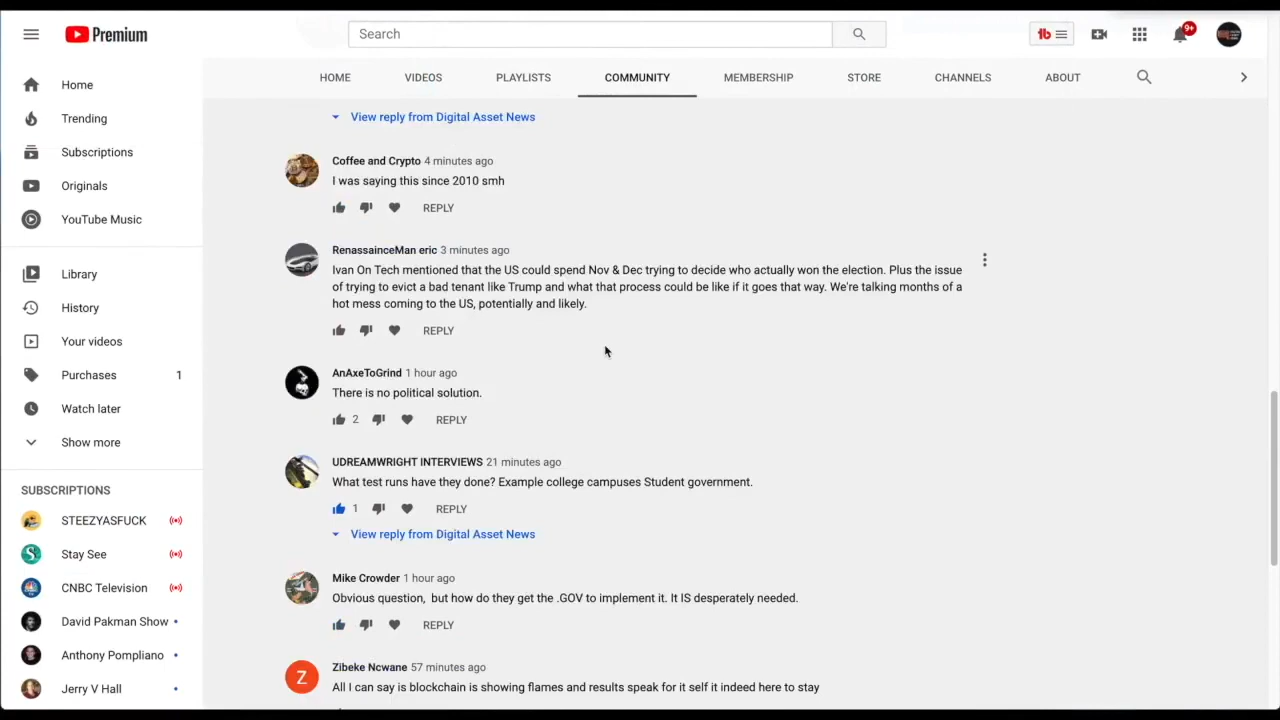 Premium
Search
tb
9+
HOME
VIDEOS
PLAYLISTS
COMMUNITY
MEMBERSHIP
STORE
CHANNELS
ABOUT
Home
Trending
Subscriptions
Originals
YouTube Music
Library
History
Your videos
Purchases 1
Watch later
Show more
SUBSCRIPTIONS
STEEZYASFUCK
Stay See
CNBC Television
David Pakman Show
Anthony Pompliano
Jerry V Hall
View reply from Digital Asset News
Coffee and Crypto 4 minutes ago
I was saying this since 2010 smh
REPLY
RenassainceMan eric 3 minutes ago
Ivan On Tech mentioned that the US could spend Nov & Dec trying to decide who actually won the election. Plus the issue
of trying to evict a bad tenant like Trump and what that process could be like if it goes that way. We're talking months of a
hot mess coming to the US, potentially and likely.
REPLY
AnAxeToGrind 1 hour ago
There is no political solution.
2 REPLY
UDREAMWRIGHT INTERVIEWS 21 minutes ago
What test runs have they done? Example college campuses Student government.
1 REPLY
View reply from Digital Asset News
Mike Crowder 1 hour ago
Obvious question, but how do they get the .GOV to implement it. It IS desperately needed.
REPLY
Z
Zibeke Ncwane 57 minutes ago
All I can say is blockchain is showing flames and results speak for it self it indeed here to stay